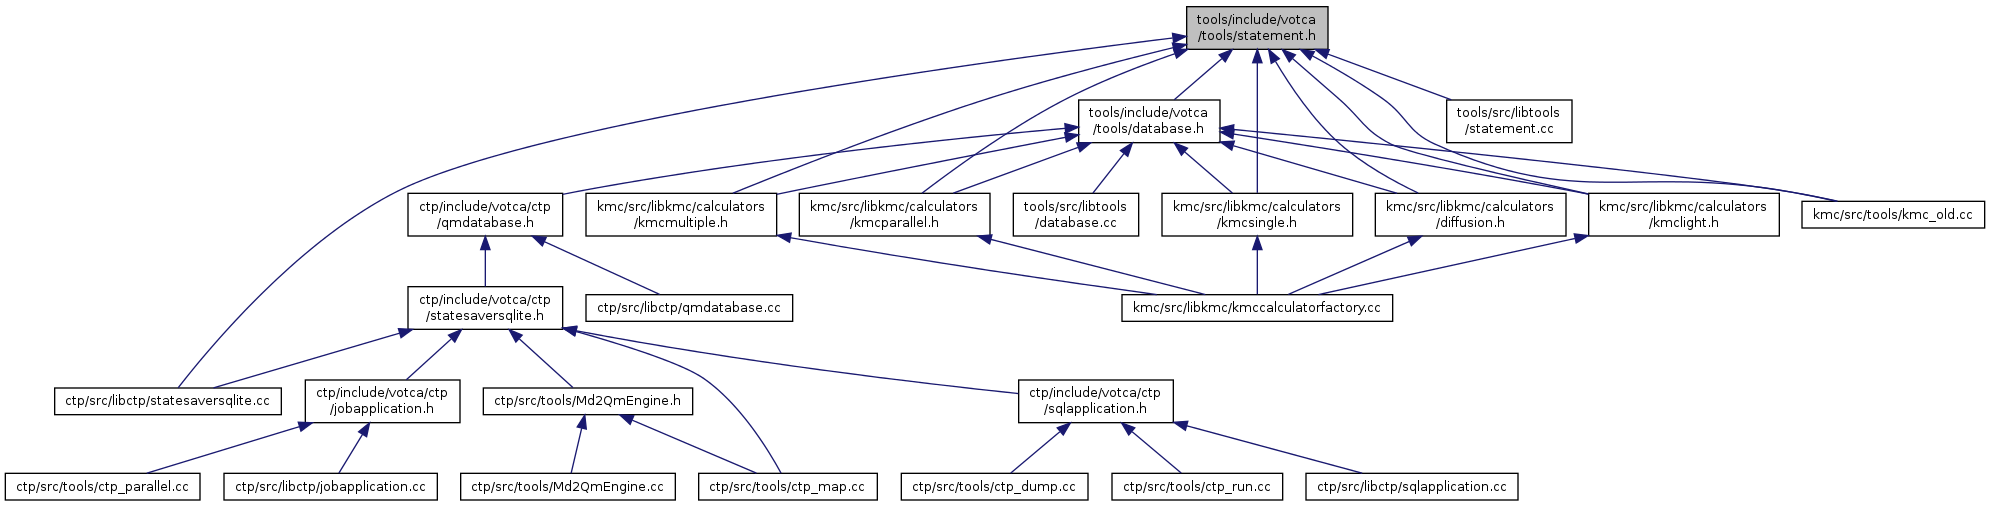 tools/include/votca
/tools/statement.h
tools/include/votca
/tools/database.h
tools/src/libtools
/statement.cc
ctp/include/votca/ctp
/qmdatabase.h
kmc/src/libkmc/calculators
/kmcmultiple.h
kmc/src/libkmc/calculators
/kmcparallel.h
tools/src/libtools
/database.cc
kmc/src/libkmc/calculators
/kmcsingle.h
kmc/src/libkmc/calculators
/diffusion.h
kmc/src/libkmc/calculators
/kmclight.h
kmc/src/tools/kmc_old.cc
ctp/include/votca/ctp
/statesaversqlite.h
ctp/src/libctp/qmdatabase.cc
kmc/src/libkmc/kmccalculatorfactory.cc
ctp/src/libctp/statesaversqlite.cc
ctp/include/votca/ctp
/jobapplication.h
ctp/src/tools/Md2QmEngine.h
ctp/include/votca/ctp
/sqlapplication.h
ctp/src/tools/ctp_parallel.cc
ctp/src/libctp/jobapplication.cc
ctp/src/tools/Md2QmEngine.cc
ctp/src/tools/ctp_map.cc
ctp/src/tools/ctp_dump.cc
ctp/src/tools/ctp_run.cc
ctp/src/libctp/sqlapplication.cc